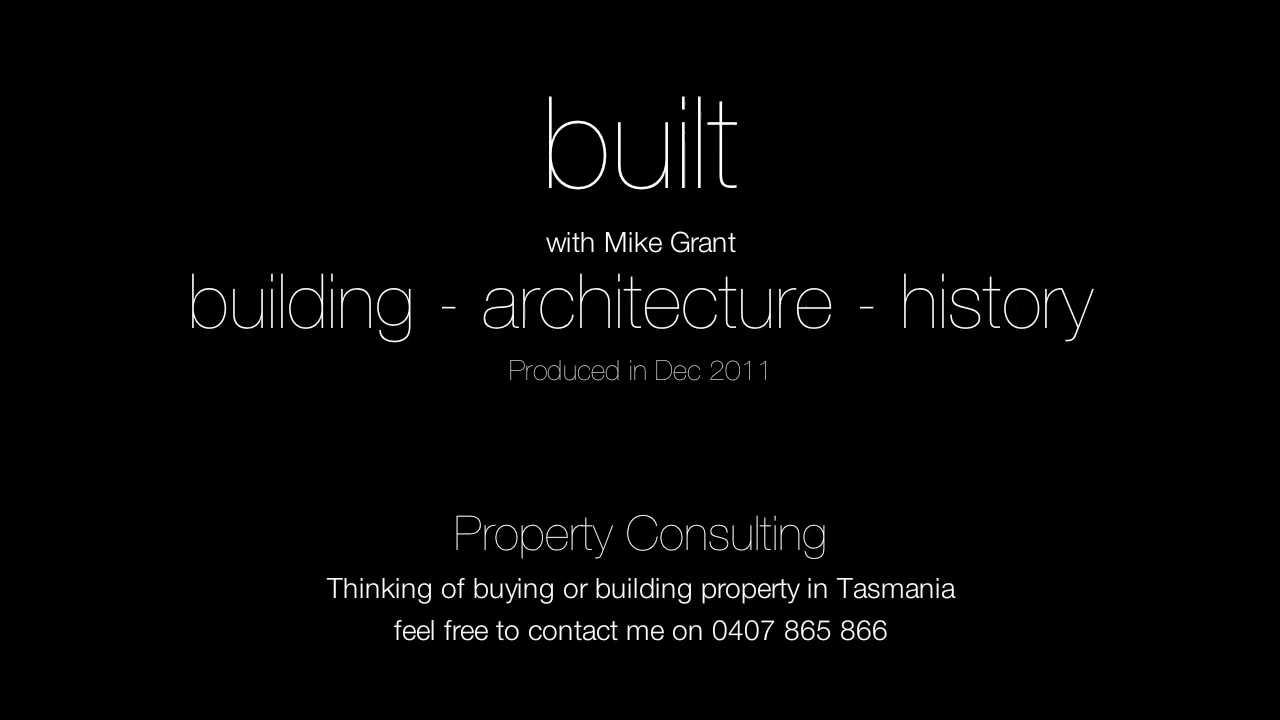 built
with Mike Grant
building - architecture - history
Produced in Dec 2011
Property Consulting
Thinking of buying or building property in Tasmania
feel free to contact me on 0407 865 866